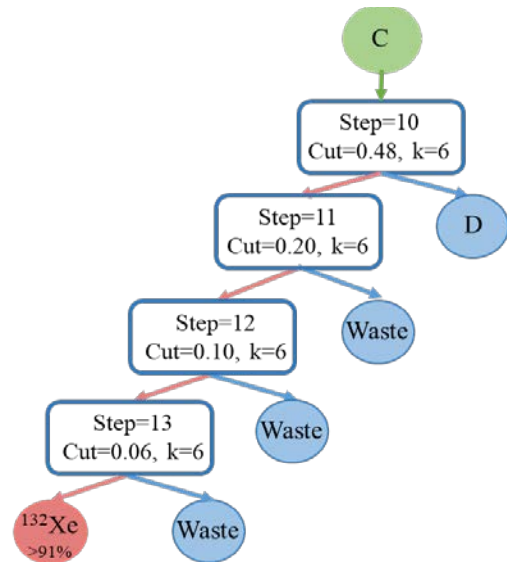 C
Step=10
Cut=0.48, k=6
D
Step=11
Cut=0.20, k=6
Waste
Step=12
Cut=0.10, k=6
Waste
Step=13
Cut=0.06, k=6
¹³²Xe
>91%
Waste